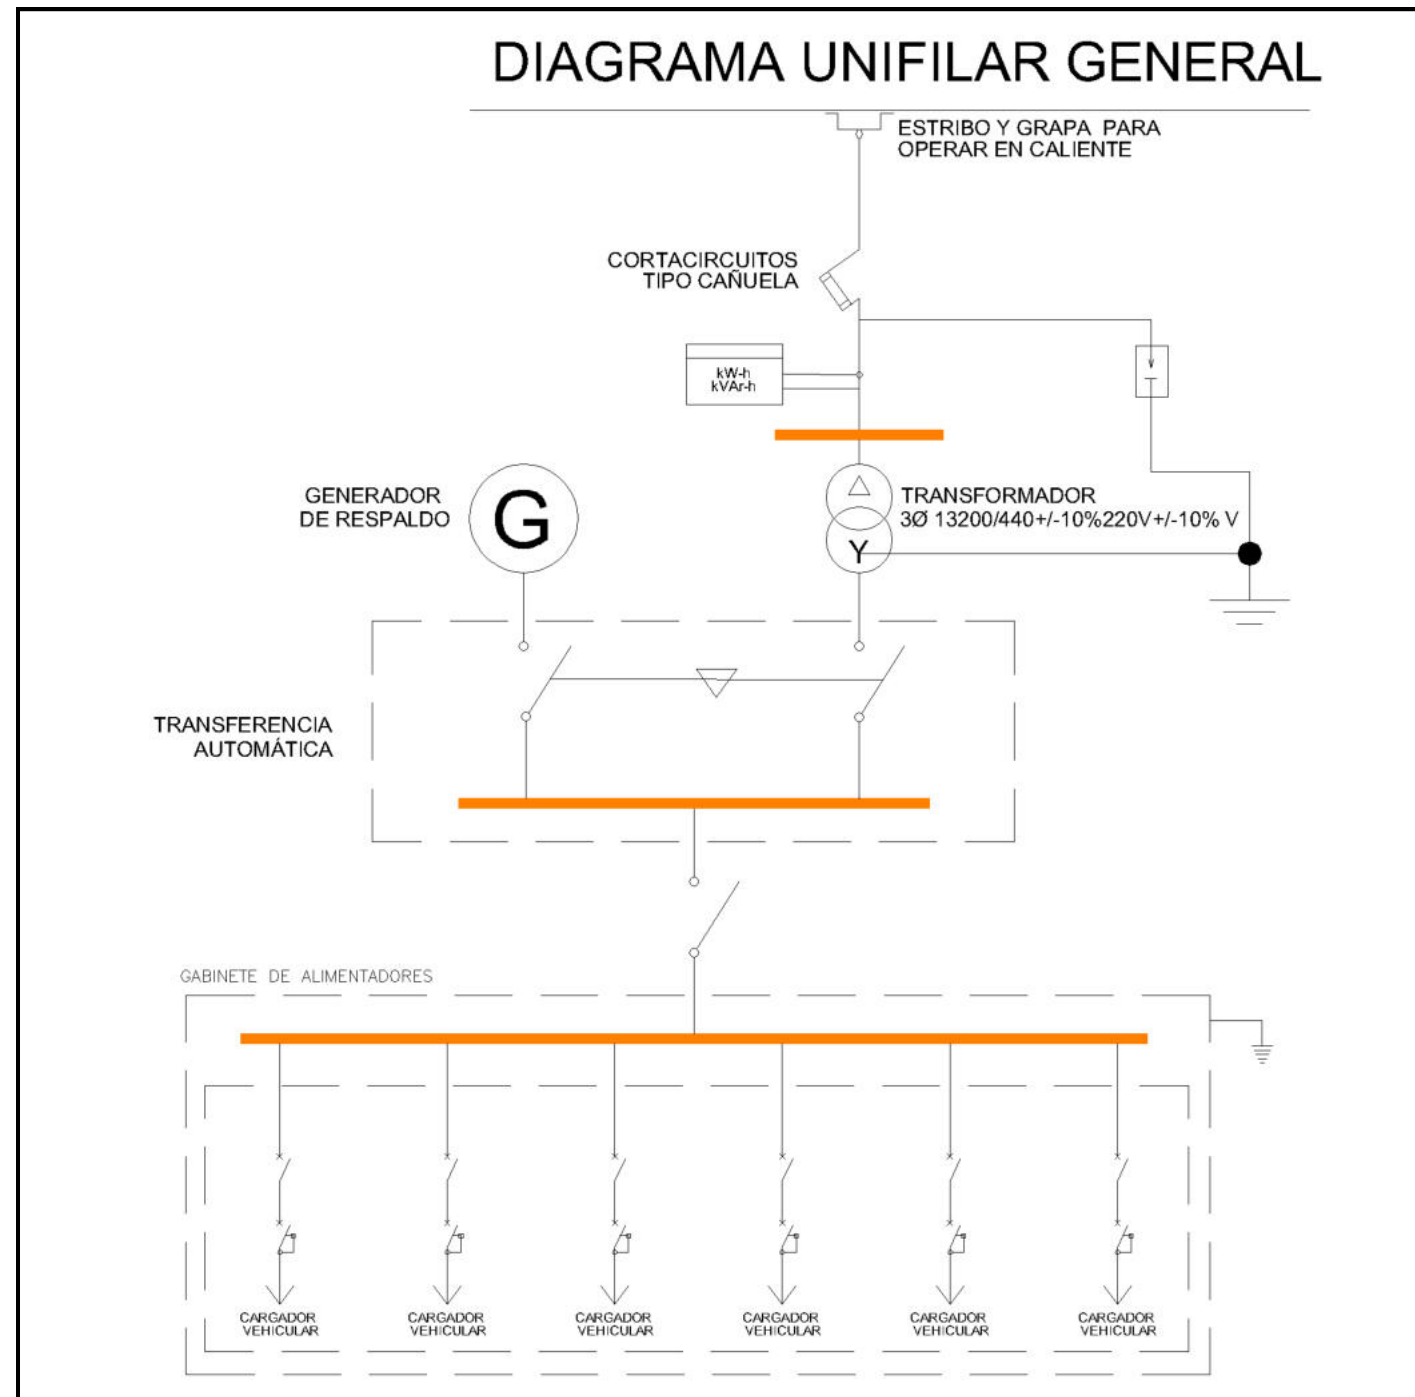 DIAGRAMA UNIFILAR GENERAL
ESTRIBO Y GRAPA PARA
OPERAR EN CALIENTE
CORTACIRCUITOS
TIPO CAÑUELA
kW-h
kVAr-h
GENERADOR
DE RESPALDO
G
TRANSFORMADOR
3Ø 13200/440+/-10%220V+/-10% V
Y
TRANSFERENCIA
AUTOMÁTICA
GABINETE DE ALIMENTADORES
CARGADOR
VEHICULAR
CARGADOR
VEHICULAR
CARGADOR
VEHICULAR
CARGADOR
VEHICULAR
CARGADOR
VEHICULAR
CARGADOR
VEHICULAR